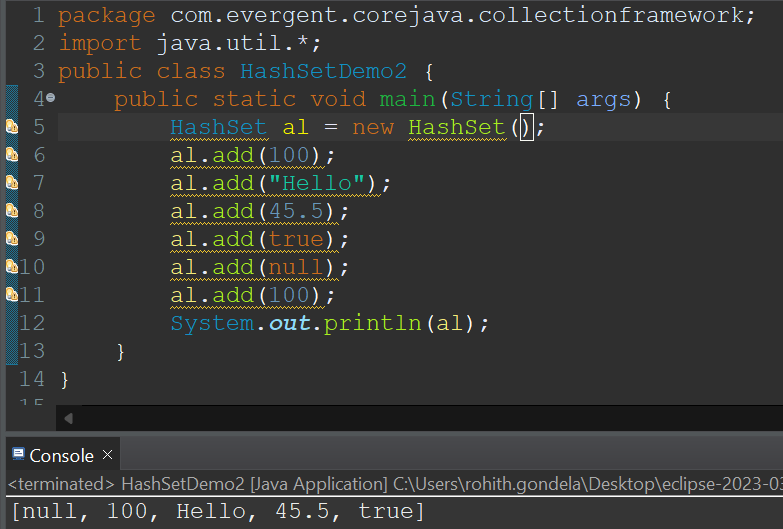 1 package com.evergent.corejava.collectionframework;
2 import java.util.*;
3 public class HashSetDemo2 {
4 public static void main(String[] args) {
5 HashSet al = new HashSet();
6 al.add(100);
7 al.add("Hello");
8 al.add(45.5);
9 al.add(true);
10 al.add(null);
11 al.add(100);
12 System.out.println(al);
13 }
14 }
15
Console ×
<terminated> HashSetDemo2 [Java Application] C:\Users\rohith.gondela\Desktop\eclipse-2023-03
[null, 100, Hello, 45.5, true]